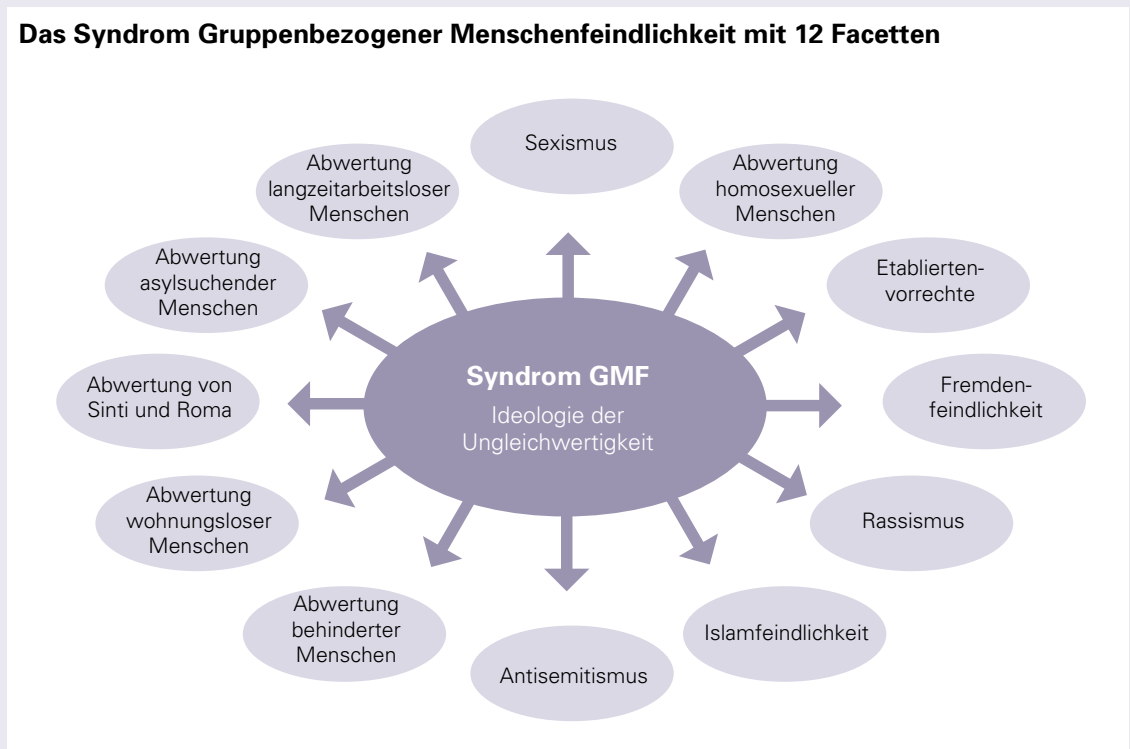 Das Syndrom Gruppenbezogener Menschenfeindlichkeit mit 12 Facetten
Sexismus
Abwertung
homosexueller
Menschen
Etablierten-
vorrechte
Fremden-
feindlichkeit
Rassismus
Islamfeindlichkeit
Antisemitismus
Abwertung
behinderter
Menschen
Abwertung
wohnungsloser
Menschen
Abwertung von
Sinti und Roma
Abwertung
asylsuchender
Menschen
Abwertung
langzeitarbeitsloser
Menschen
Syndrom GMF
Ideologie der
Ungleichwertigkeit